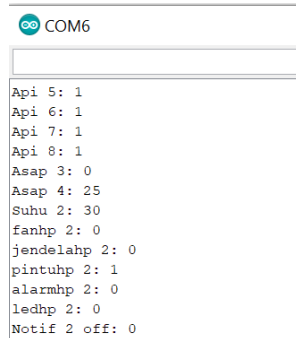 COM6
Api 5: 1
Api 6: 1
Api 7: 1
Api 8: 1
Asap 3: 0
Asap 4: 25
Suhu 2: 30
fanhp 2: 0
jendelahp 2: 0
pintuhp 2: 1
alarmhp 2: 0
ledhp 2: 0
Notif 2 off: 0